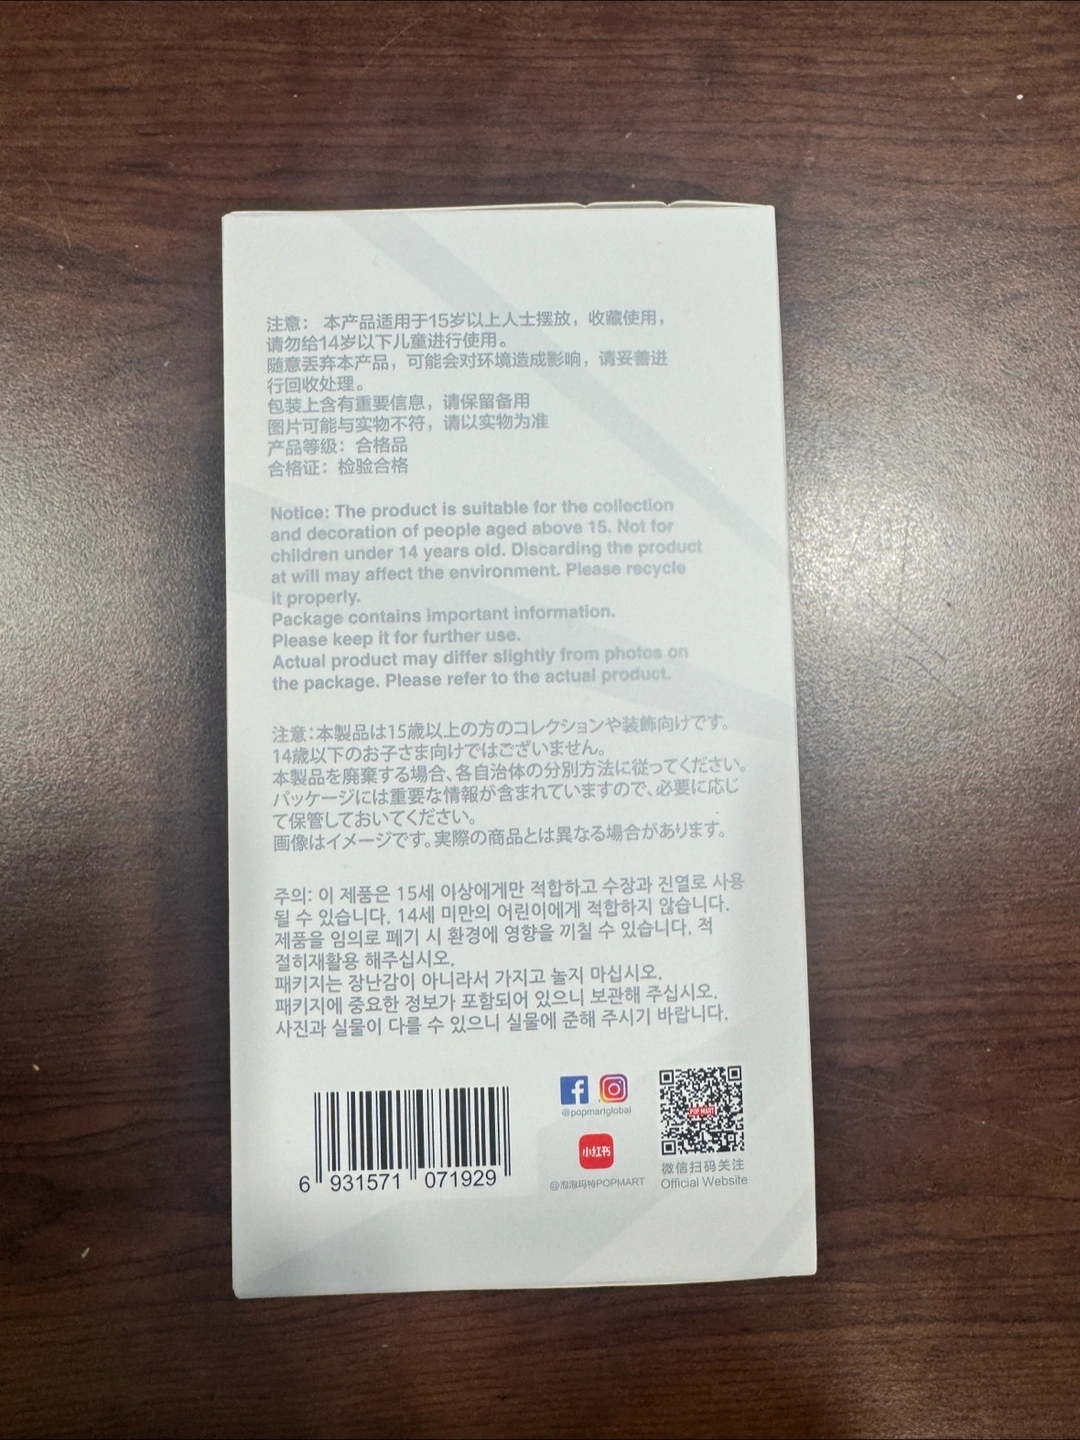 注意： 本产品适用于15岁以上人士摆放，收藏使用，
请勿给14岁以下儿童进行使用。
随意丢弃本产品，可能会对环境造成影响，请妥善进
行回收处理。
包装上含有重要信息，请保留备用
图片可能与实物不符，请以实物为准
产品等级：合格品
合格证：检验合格
Notice: The product is suitable for the collection
and decoration of people aged above 15. Not for
children under 14 years old. Discarding the product
at will may affect the environment. Please recycle
it properly.
Package contains important information.
Please keep it for further use.
Actual product may differ slightly from photos on
the package. Please refer to the actual product.
注意：本製品は15歳以上の方のコレクションや装飾向けです。
14歳以下のお子さま向けではございません。
本製品を廃棄する場合、各自治体の分別方法に従ってください。
パッケージには重要な情報が含まれていますので、必要に応じ
て保管しておいてください。
画像はイメージです。実際の商品とは異なる場合があります。
주의: 이 제품은 15세 이상에게만 적합하고 수장과 진열로 사용
될 수 있습니다. 14세 미만의 어린이에게 적합하지 않습니다.
제품을 임의로 폐기 시 환경에 영향을 끼칠 수 있습니다. 적
절히재활용 해주십시오.
패키지는 장난감이 아니라서 가지고 놀지 마십시오.
패키지에 중요한 정보가 포함되어 있으니 보관해 주십시오.
사진과 실물이 다를 수 있으니 실물에 준해 주시기 바랍니다.
6 931571 071929
@popmartglobal
小红书
@泡泡玛特POPMART
POP MART
微信扫码关注
Official Website